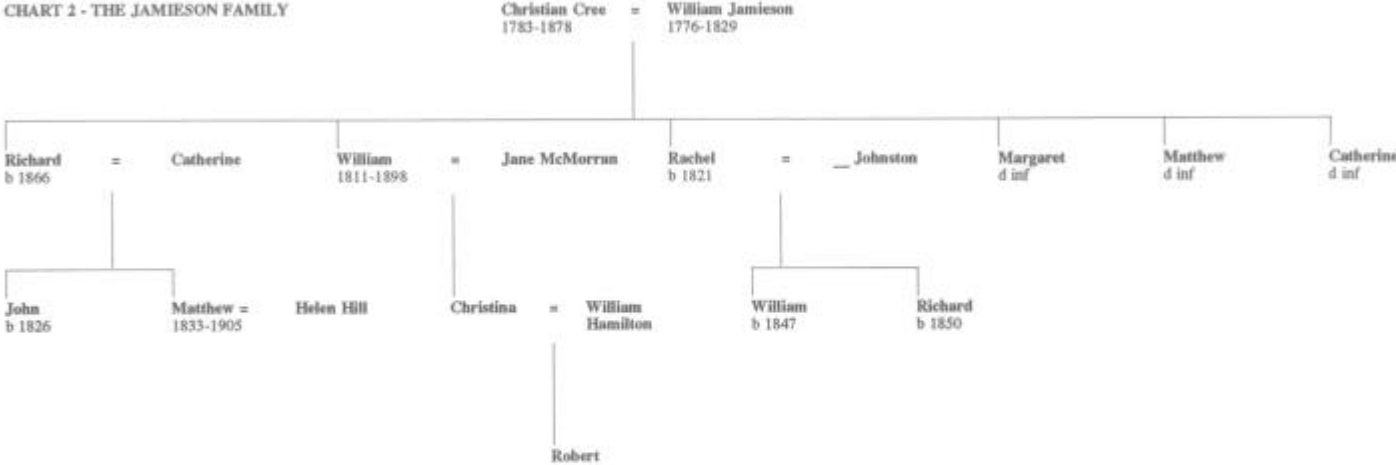 CHART 2 - THE JAMIESON FAMILY
Christian Cree = William Jamieson
1783-1878 1776-1829
Richard = Catherine William = Jane McMorran Rachel = __ Johnston Margaret Matthew Catherine
b 1866 1811-1898 b 1821 d inf d inf d inf
John Matthew = Helen Hill Christina = William William Richard
b 1826 1833-1905 Hamilton b 1847 b 1850
Robert